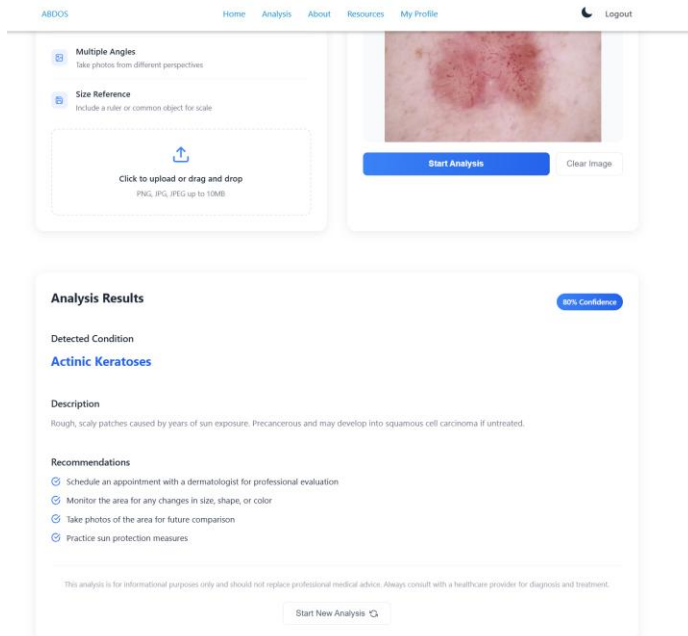 ABDOS
Home Analysis About Resources My Profile
Logout
Multiple Angles
Take photos from different perspectives
Size Reference
Include a ruler or common object for scale
Click to upload or drag and drop
PNG, JPG, JPEG up to 10MB
Start Analysis
Clear Image
Analysis Results
80% Confidence
Detected Condition
Actinic Keratoses
Description
Rough, scaly patches caused by years of sun exposure. Precancerous and may develop into squamous cell carcinoma if untreated.
Recommendations
Schedule an appointment with a dermatologist for professional evaluation
Monitor the area for any changes in size, shape, or color
Take photos of the area for future comparison
Practice sun protection measures
This analysis is for informational purposes only and should not replace professional medical advice. Always consult with a healthcare provider for diagnosis and treatment.
Start New Analysis